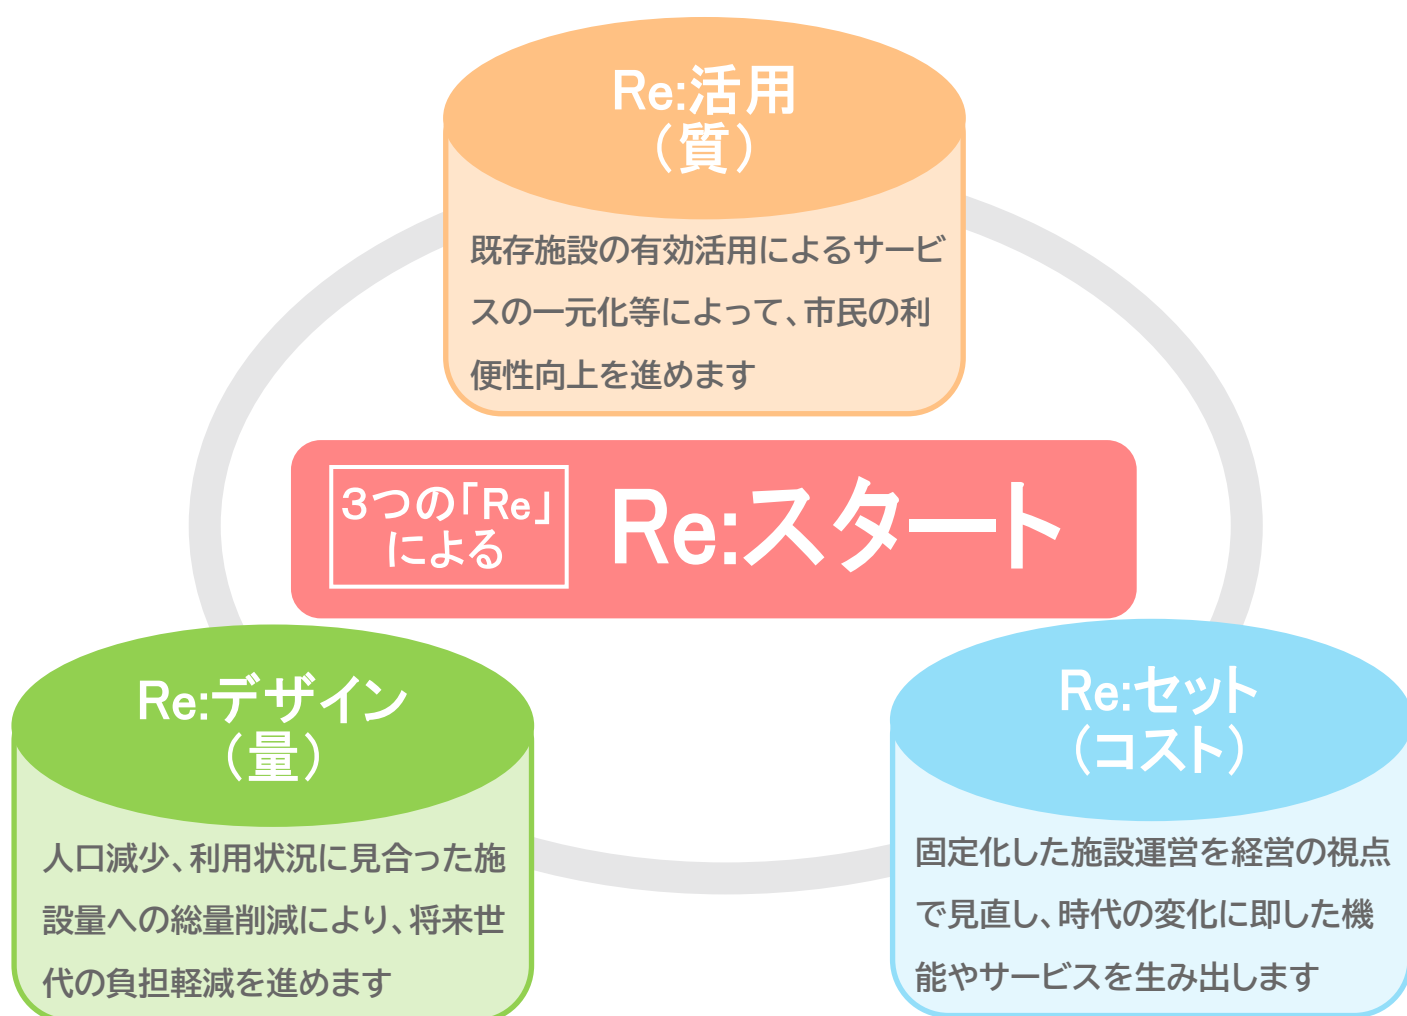 Re:活用
（質）
既存施設の有効活用によるサービ
スの一元化等によって、市民の利
便性向上を進めます
３つの「Re」
による
Re:スタート
Re:デザイン
（量）
人口減少、利用状況に見合った施
設量への総量削減により、将来世
代の負担軽減を進めます
Re:セット
（コスト）
固定化した施設運営を経営の視点
で見直し、時代の変化に即した機
能やサービスを生み出します